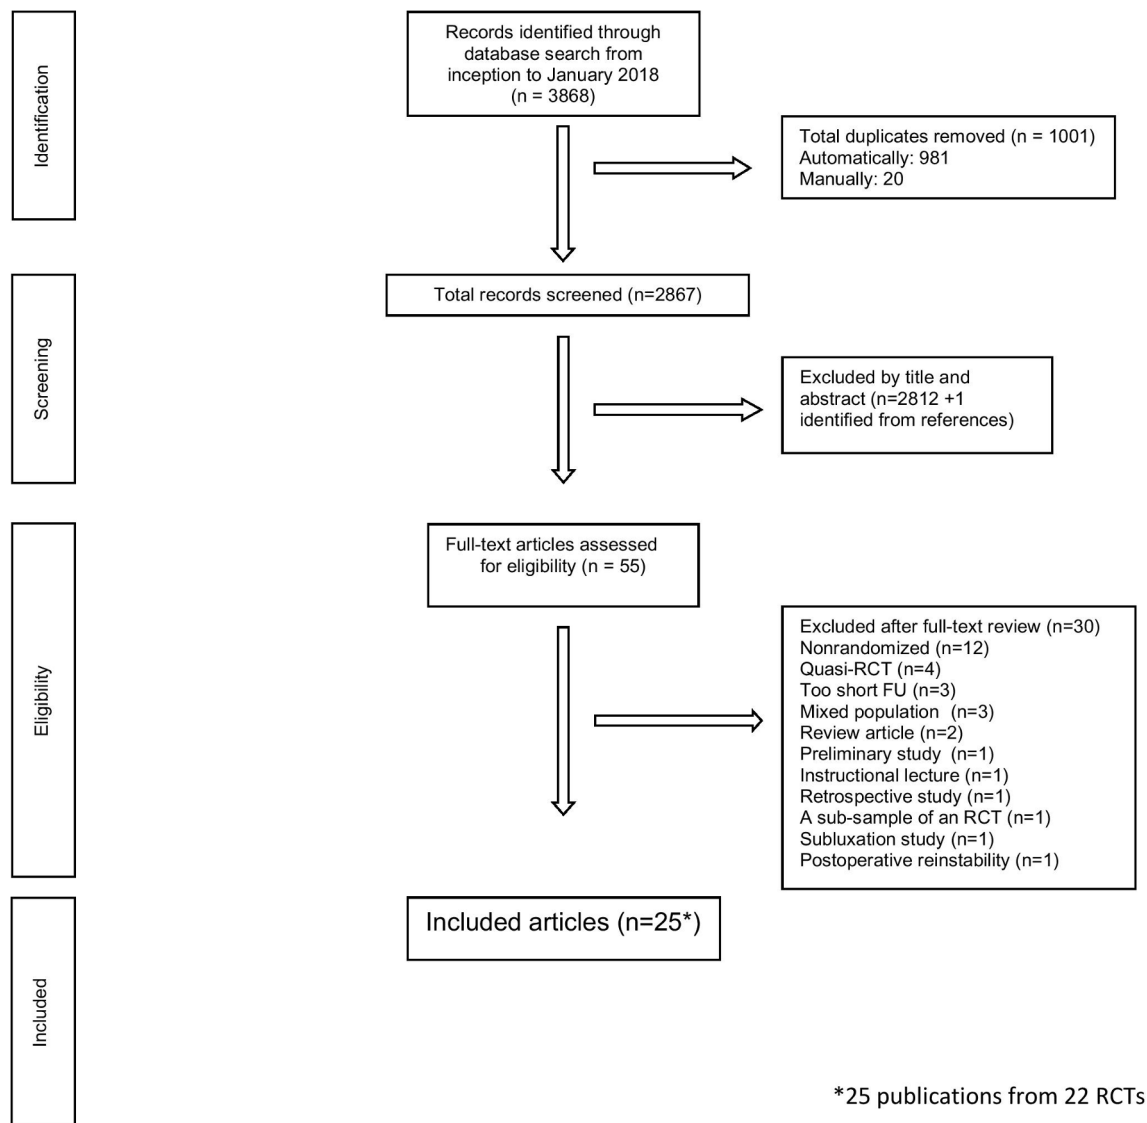 Identification
Records identified through
database search from
inception to January 2018
(n = 3868)
Total duplicates removed (n = 1001)
Automatically: 981
Manually: 20
Screening
Total records screened (n=2867)
Excluded by title and
abstract (n=2812 +1
identified from references)
Eligibility
Full-text articles assessed
for eligibility (n = 55)
Excluded after full-text review (n=30)
Nonrandomized (n=12)
Quasi-RCT (n=4)
Too short FU (n=3)
Mixed population (n=3)
Review article (n=2)
Preliminary study (n=1)
Instructional lecture (n=1)
Retrospective study (n=1)
A sub-sample of an RCT (n=1)
Subluxation study (n=1)
Postoperative reinstability (n=1)
Included
Included articles (n=25*)
*25 publications from 22 RCTs